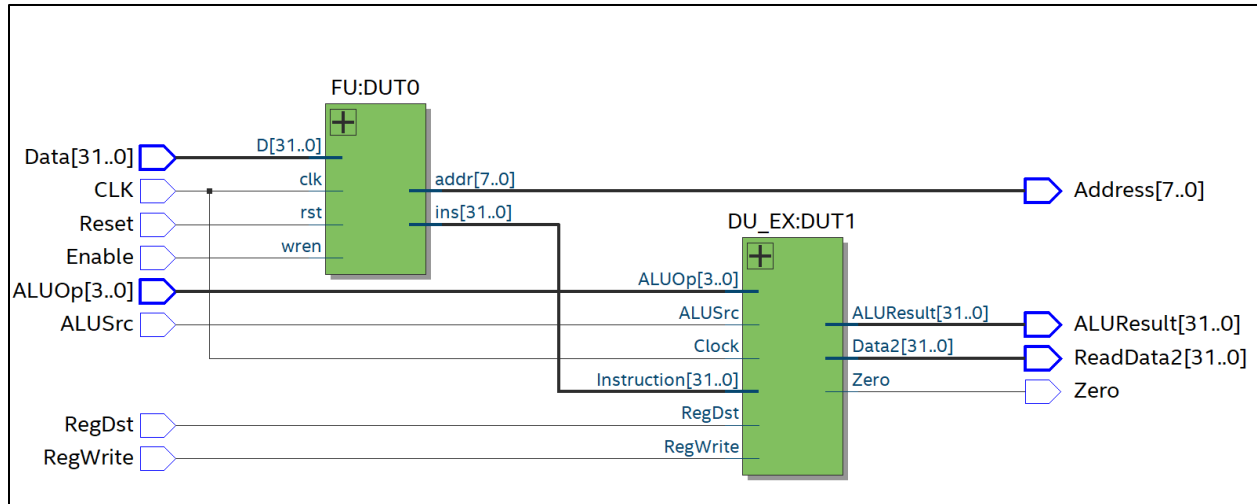 FU:DUT0
Data[31..0]
D[31..0]
CLK
clk
addr[7..0]
Address[7..0]
Reset
rst
ins[31..0]
DU_EX:DUT1
Enable
wren
ALUOp[3..0]
ALUOp[3..0]
ALUSrc
ALUSrc
ALUResult[31..0]
ALUResult[31..0]
Clock
Data2[31..0]
ReadData2[31..0]
Instruction[31..0]
Zero
Zero
RegDst
RegDst
RegWrite
RegWrite